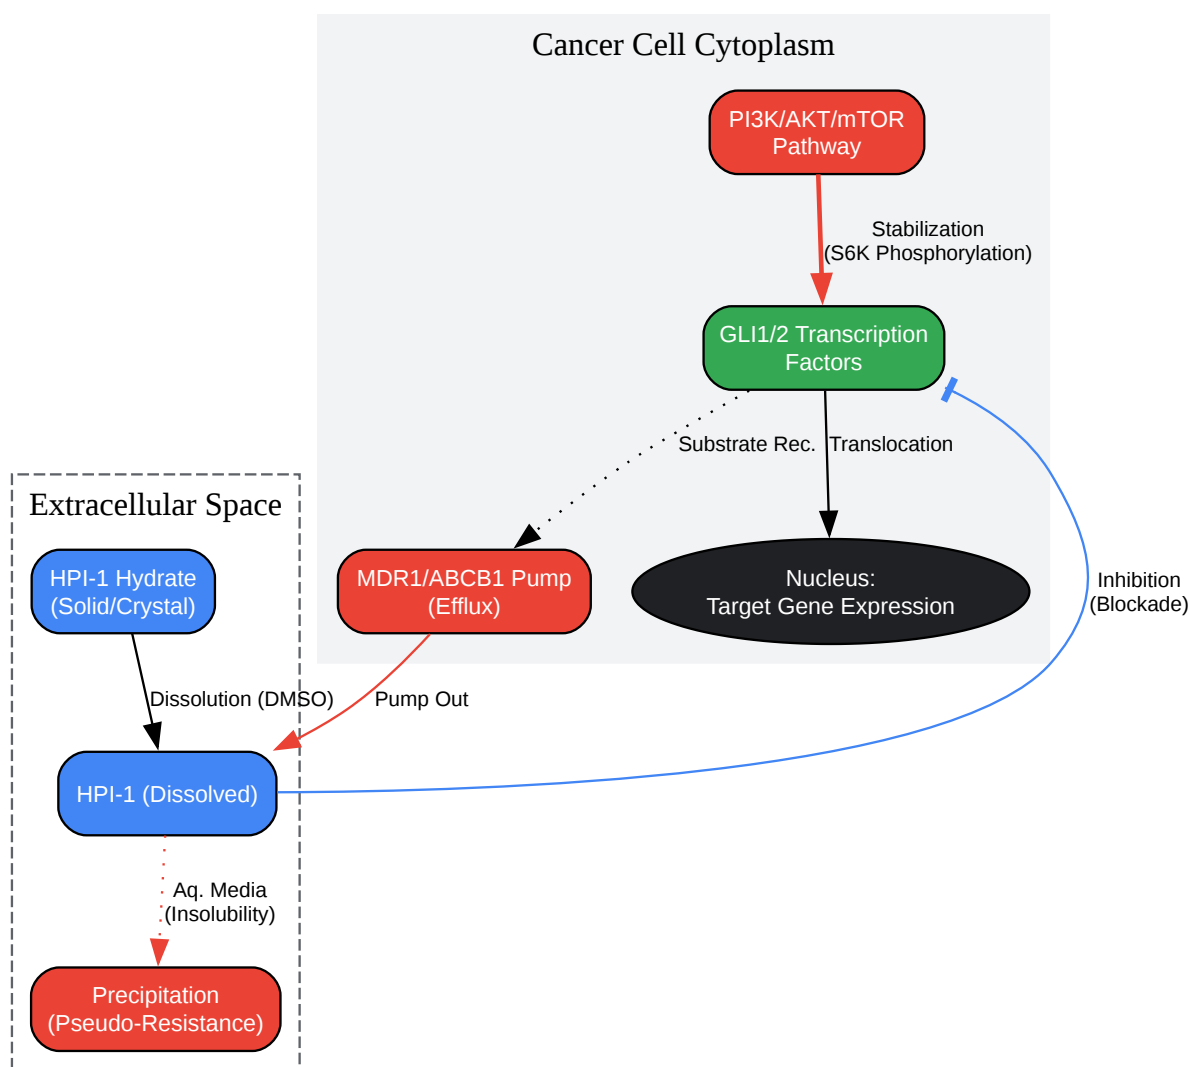 Cancer Cell Cytoplasm
PI3K/AKT/mTOR
Pathway
Stabilization
(S6K Phosphorylation)
GLI1/2 Transcription
Factors
Substrate Rec.
Translocation
Extracellular Space
HPI-1 Hydrate
(Solid/Crystal)
MDR1/ABCB1 Pump
(Efflux)
Nucleus:
Target Gene Expression
Inhibition
(Blockade)
Dissolution (DMSO)
Pump Out
HPI-1 (Dissolved)
Aq. Media
(Insolubility)
Precipitation
(Pseudo-Resistance)